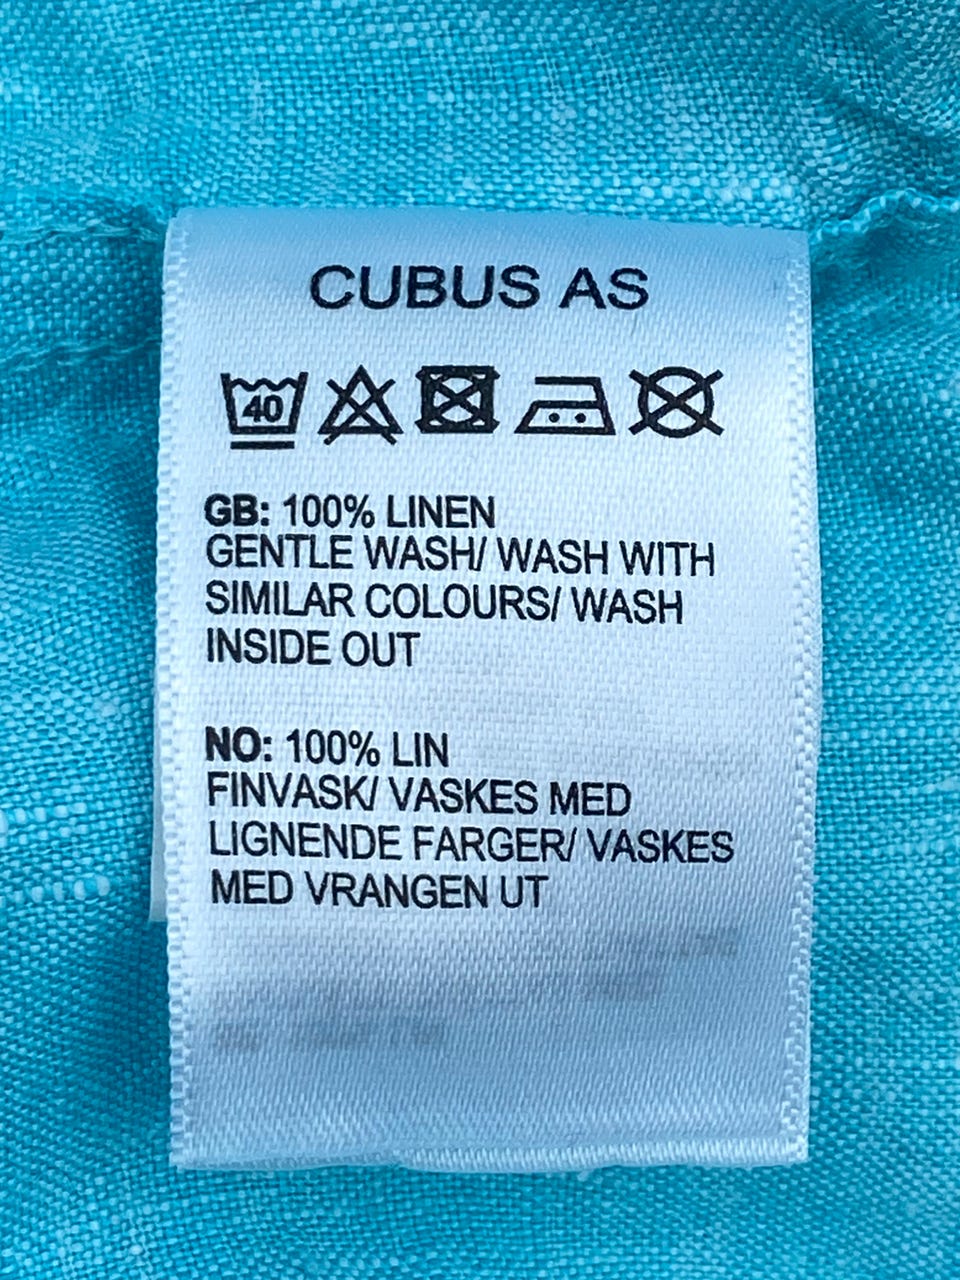 CUBUS AS
40
GB: 100% LINEN
GENTLE WASH/ WASH WITH
SIMILAR COLOURS/ WASH
INSIDE OUT
NO: 100% LIN
FINVASK/ VASKES MED
LIGNENDE FARGER/ VASKES
MED VRANGEN UT